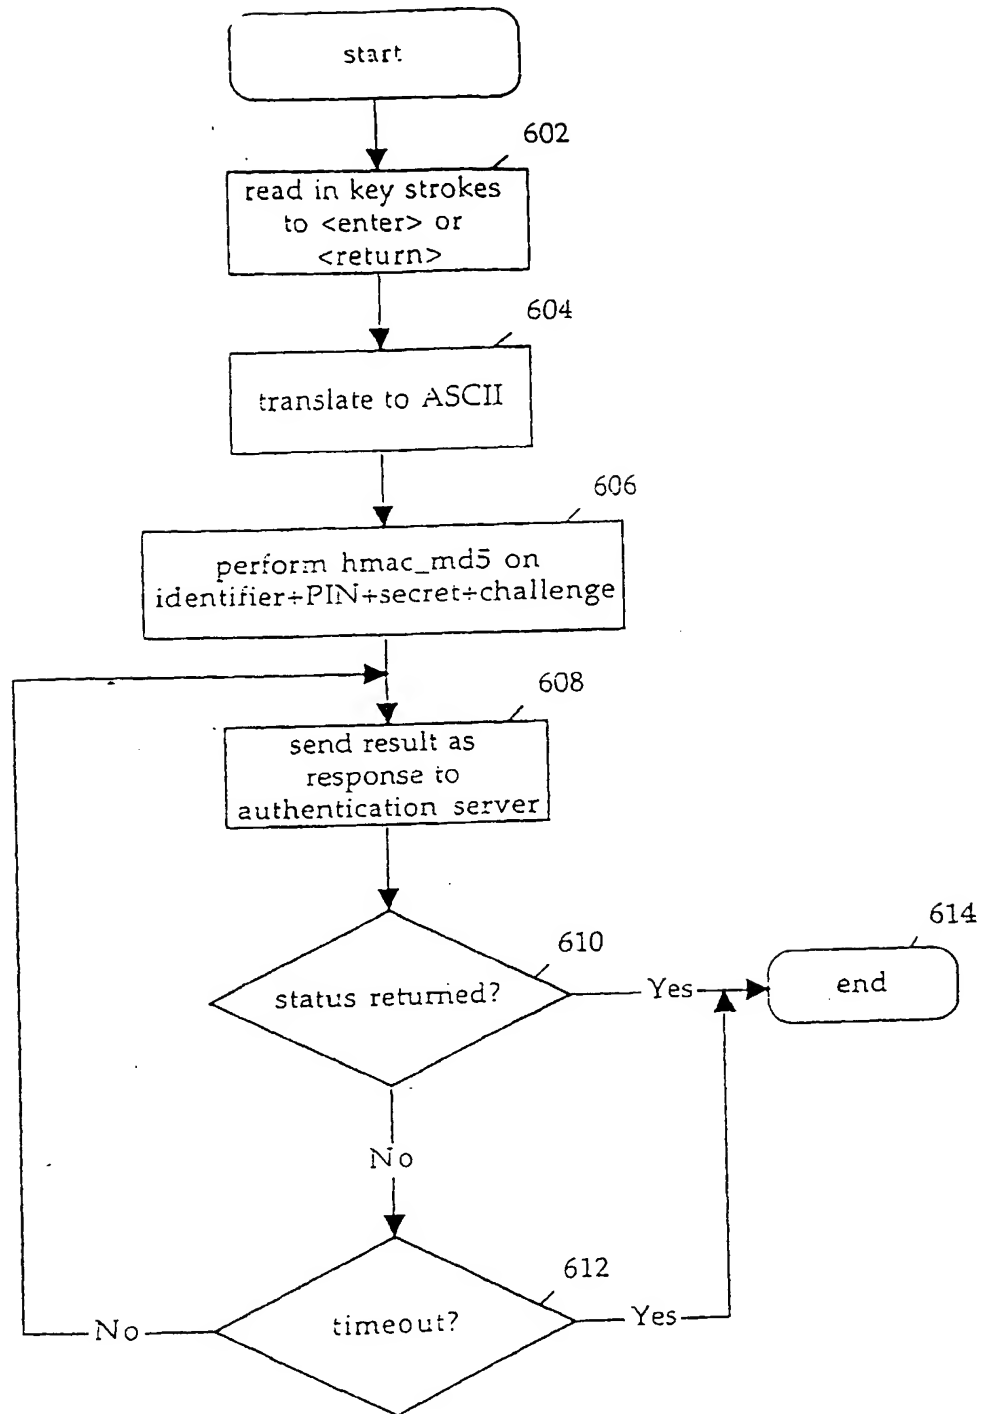 start
602
read in key strokes
to <enter> or
<return>
604
translate to ASCII
606
perform hmac_md5 on
identifier+PIN+secret+challenge
608
send result as
response to
authentication server
610
status returned?
Yes
614
end
No
612
timeout?
No
Yes